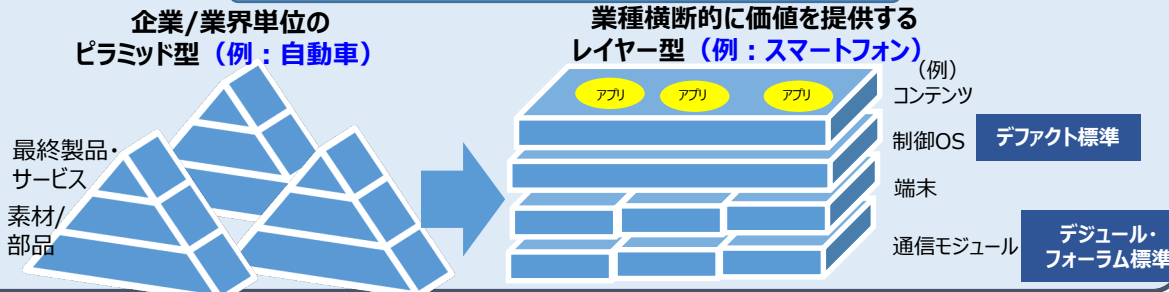 企業/業界単位の
ピラミッド型（例：自動車）
業種横断的に価値を提供する
レイヤー型（例：スマートフォン）
最終製品・
サービス
素材/
部品
アプリ
アプリ
アプリ
（例）
コンテンツ
制御OS
デファクト標準
端末
通信モジュール
デジュール・
フォーラム標準